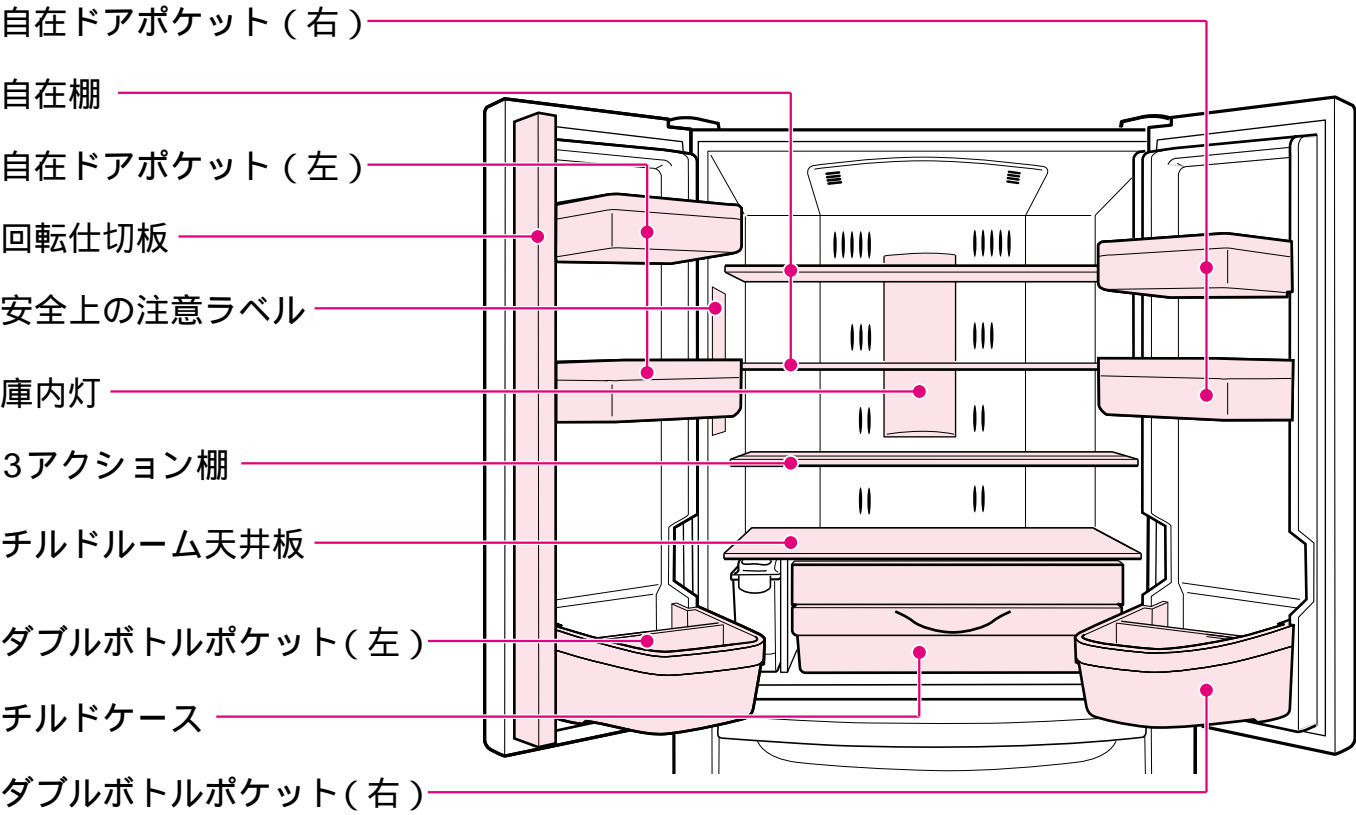 自在ドアポケット(右)
自在棚
自在ドアポケット(左)
回転仕切板
安全上の注意ラベル
庫内灯
3アクション棚
チルドルーム天井板
ダブルボトルポケット(左)
チルドケース
ダブルボトルポケット(右)